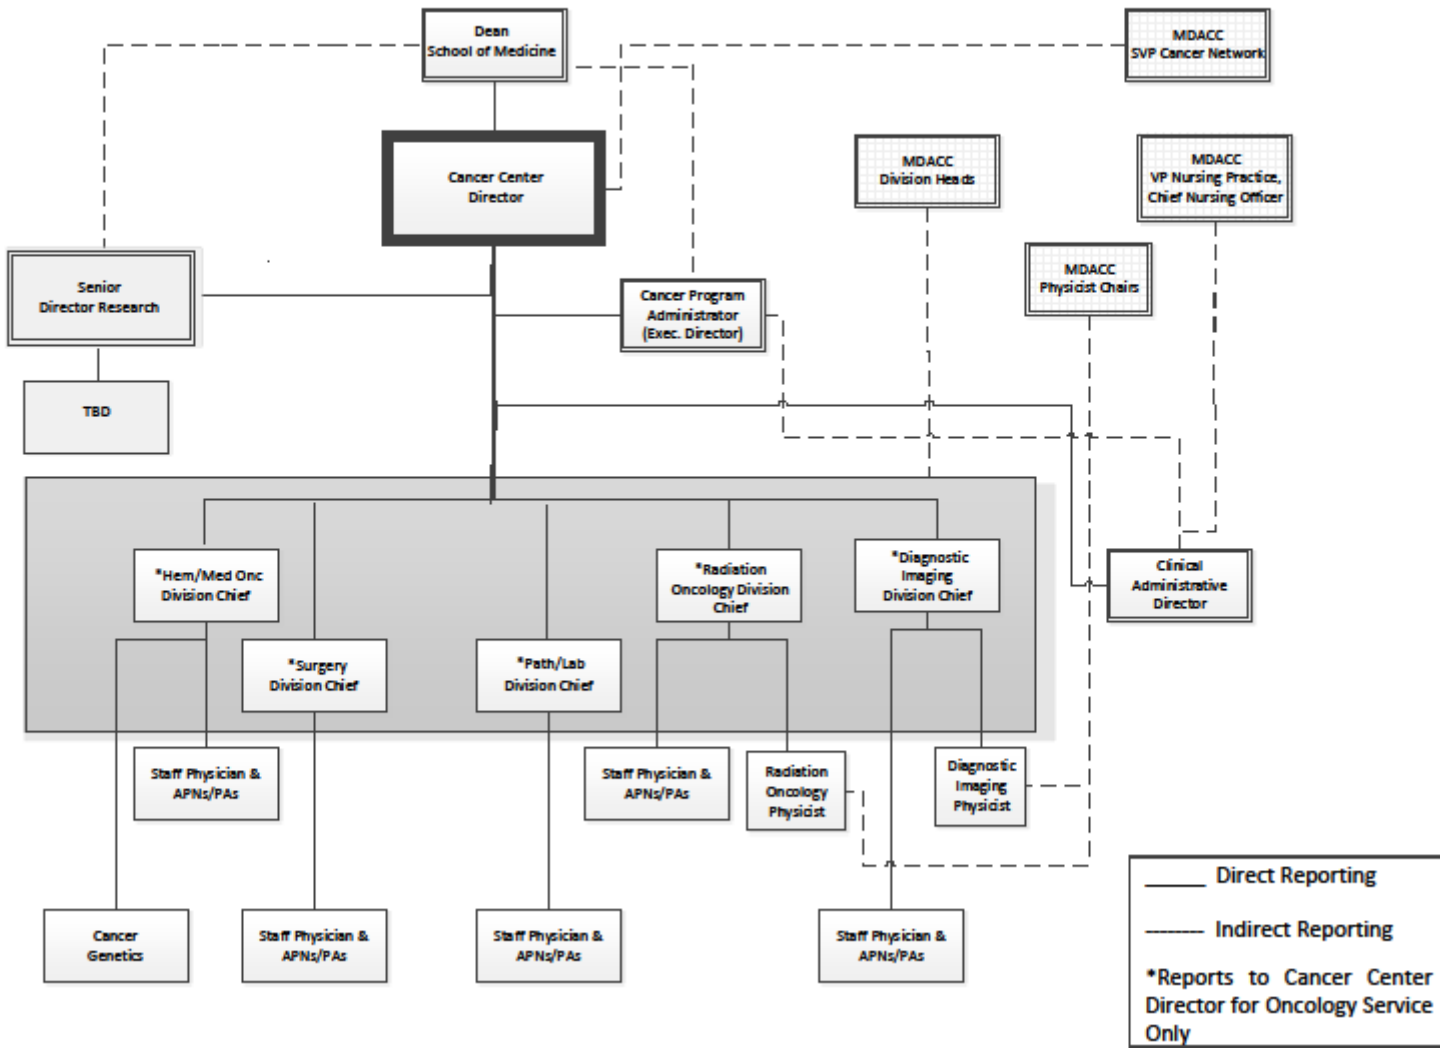 Dean
School of Medicine
MDACC
SVP Cancer Network
Cancer Center
Director
MDACC
Division Heads
MDACC
VP Nursing Practice,
Chief Nursing Officer
MDACC
Physicist Chairs
Senior
Director Research
Cancer Program
Administrator
(Exec. Director)
TBD
*Hem/Med Onc
Division Chief
*Surgery
Division Chief
*Path/Lab
Division Chief
*Radiation
Oncology Division
Chief
*Diagnostic
Imaging
Division Chief
Clinical
Administrative
Director
Staff Physician &
APNs/PAs
Staff Physician &
APNs/PAs
Radiation
Oncology
Physicist
Diagnostic
Imaging
Physicist
Cancer
Genetics
Staff Physician &
APNs/PAs
Staff Physician &
APNs/PAs
Staff Physician &
APNs/PAs
Direct Reporting
Indirect Reporting
*Reports to Cancer Center
Director for Oncology Service
Only